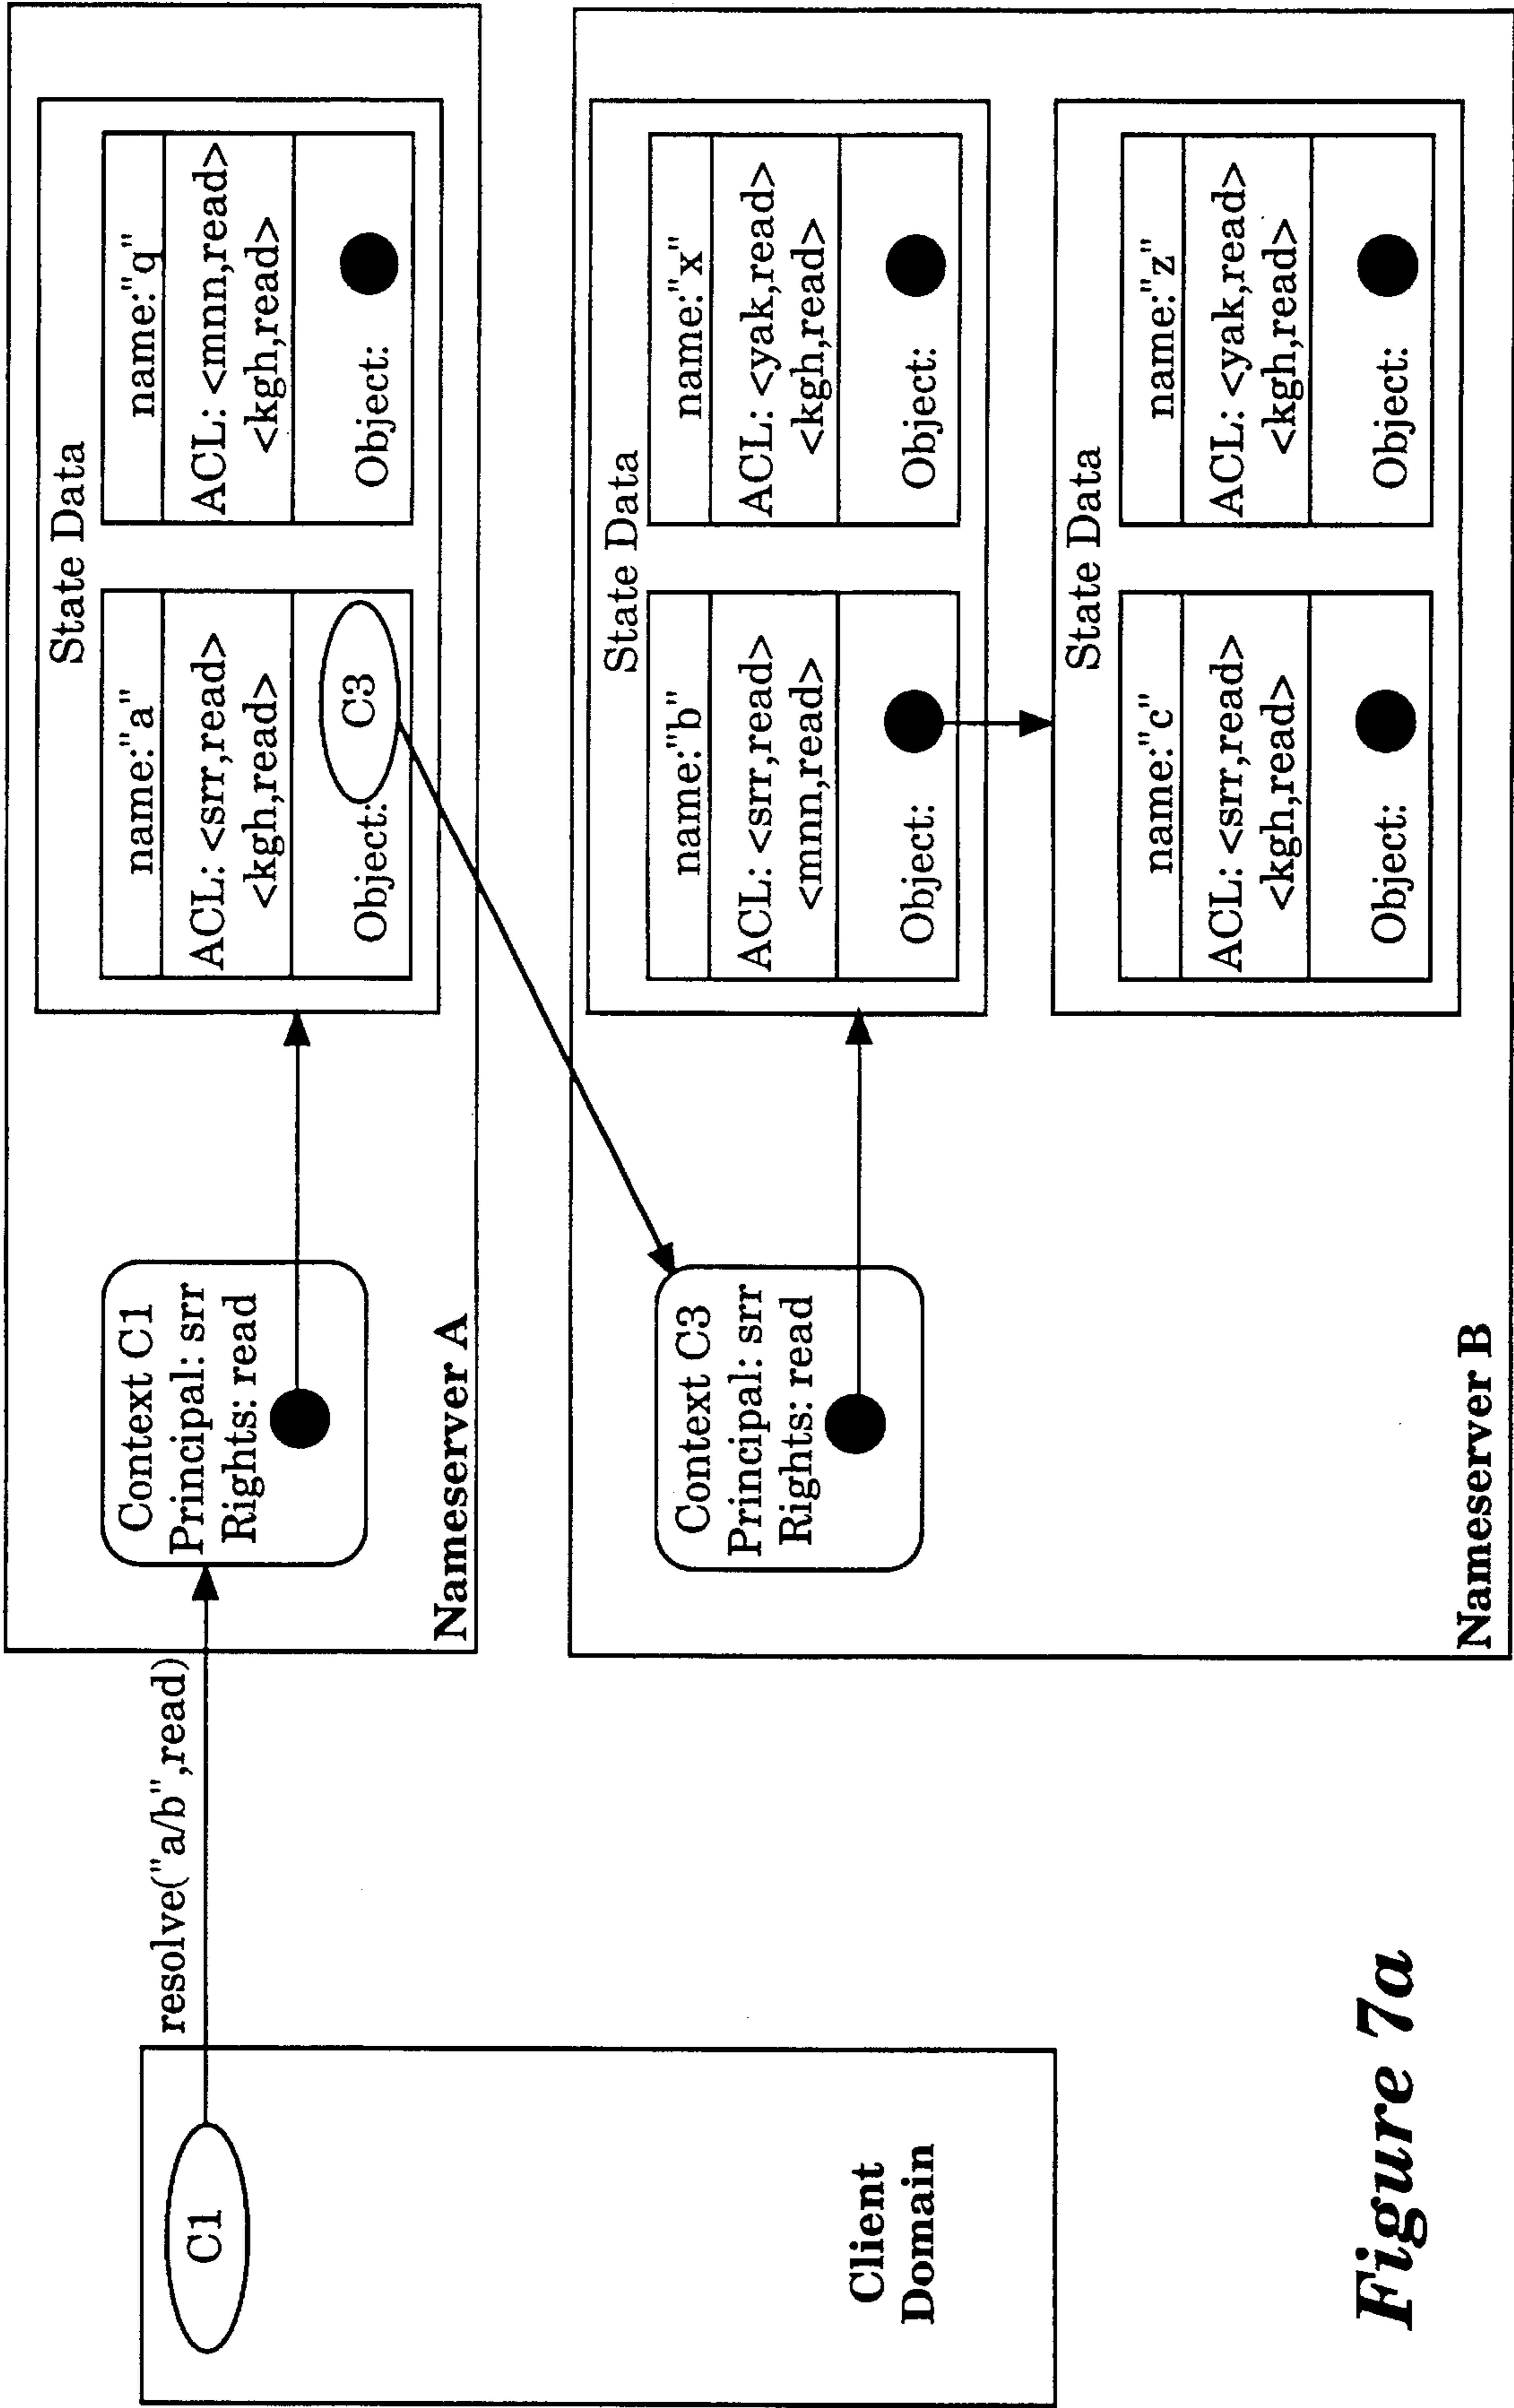 C1
Client
Domain
resolve("a/b",read)
Context C1
Principal: srr
Rights: read
Nameserver A
State Data
name:"a"
ACL: <srr,read>
<kgh,read>
Object:
C3
name:"q"
ACL: <mnn,read>
<kgh,read>
Object:
Context C3
Principal: srr
Rights: read
Nameserver B
State Data
name:"b"
ACL: <srr,read>
<mnn,read>
Object:
name:"x"
ACL: <yak,read>
<kgh,read>
Object:
State Data
name:"c"
ACL: <srr,read>
<kgh,read>
Object:
name:"z"
ACL: <yak,read>
<kgh,read>
Object:
Figure 7a